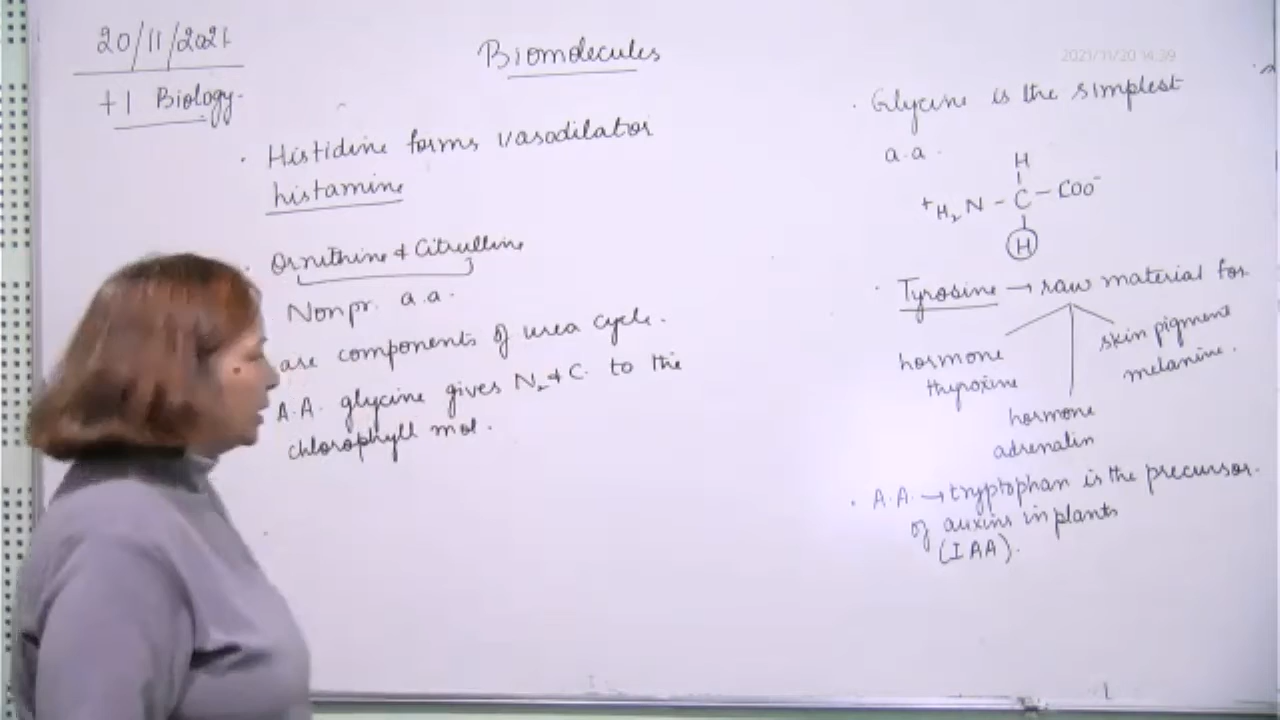 20/11/2021
+1 Biology
Biomolecules
2021/11/20 14:39
· Histidine forms vasodilator
histamine
· Ornithine & Citrulline
Nonpr. a.a.
are components of urea cycle.
A.A. glycine gives N2 & C to the
chlorophyll mol.
· Glycine is the simplest
a.a.
H
+H2N - C - COO-
H
· Tyrosine → raw material for
hormone
thyroxine
hormone
adrenatin
skin pigment
melanine.
· A.A. → tryptophan is the precursor
of auxins in plants
(IAA).